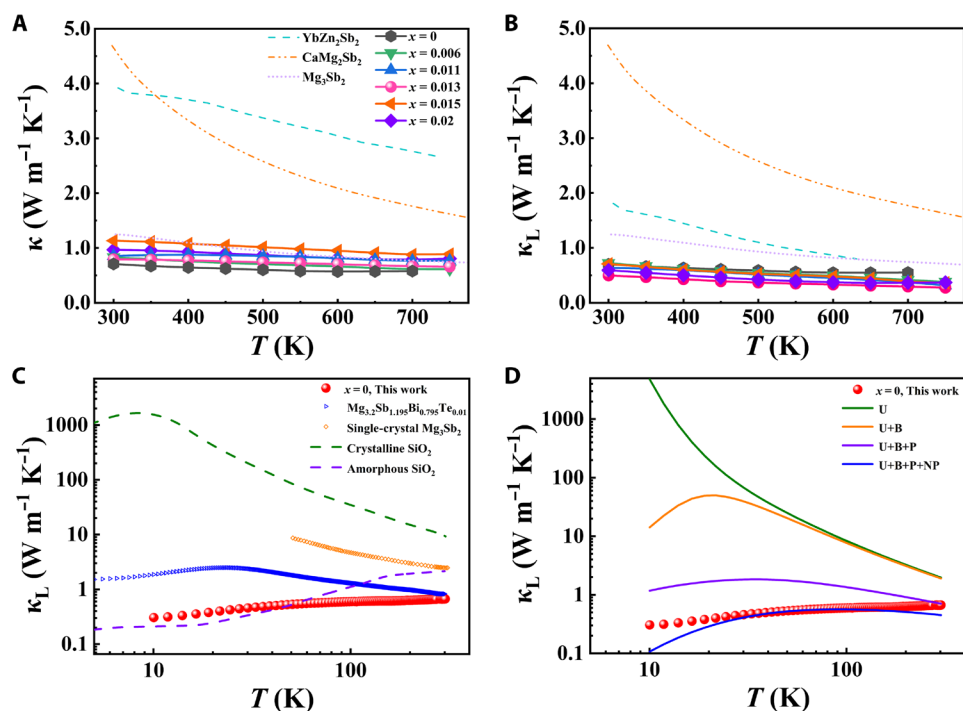 A
5.0
4.0
3.0
2.0
1.0
0.0
κ (W m⁻¹ K⁻¹)
300
400
500
600
700
T (K)
YbZn₂Sb₂
CaMg₂Sb₂
Mg₃Sb₂
x = 0
x = 0.006
x = 0.011
x = 0.013
x = 0.015
x = 0.02
B
5.0
4.0
3.0
2.0
1.0
0.0
κL (W m⁻¹ K⁻¹)
300
400
500
600
700
T (K)
C
1000
100
10
1
0.1
κL (W m⁻¹ K⁻¹)
10
100
T (K)
x = 0, This work
Mg₃.₂Sb₁.₁₉₅Bi₀.₇₉₅Te₀.₀₁
Single-crystal Mg₃Sb₂
Crystalline SiO₂
Amorphous SiO₂
D
1000
100
10
1
0.1
κL (W m⁻¹ K⁻¹)
10
100
T (K)
x = 0, This work
U
U+B
U+B+P
U+B+P+NP